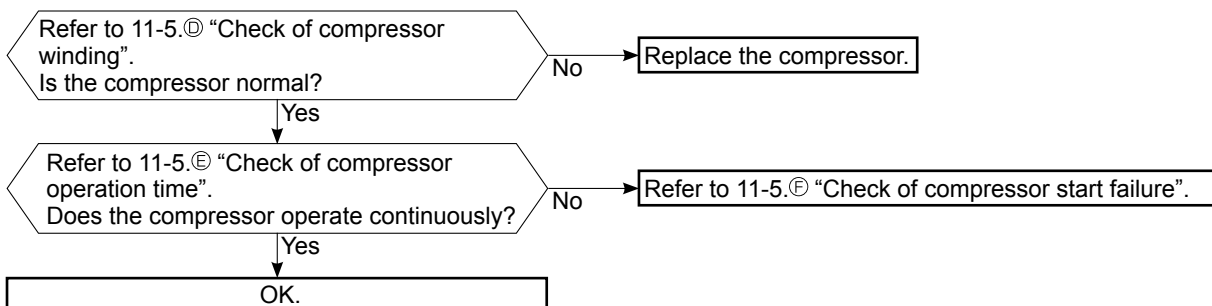 Refer to 11-5.Ⓓ “Check of compressor
winding”.
Is the compressor normal?
No
Replace the compressor.
Yes
Refer to 11-5.Ⓔ “Check of compressor
operation time”.
Does the compressor operate continuously?
No
Refer to 11-5.Ⓕ “Check of compressor start failure”.
Yes
OK.